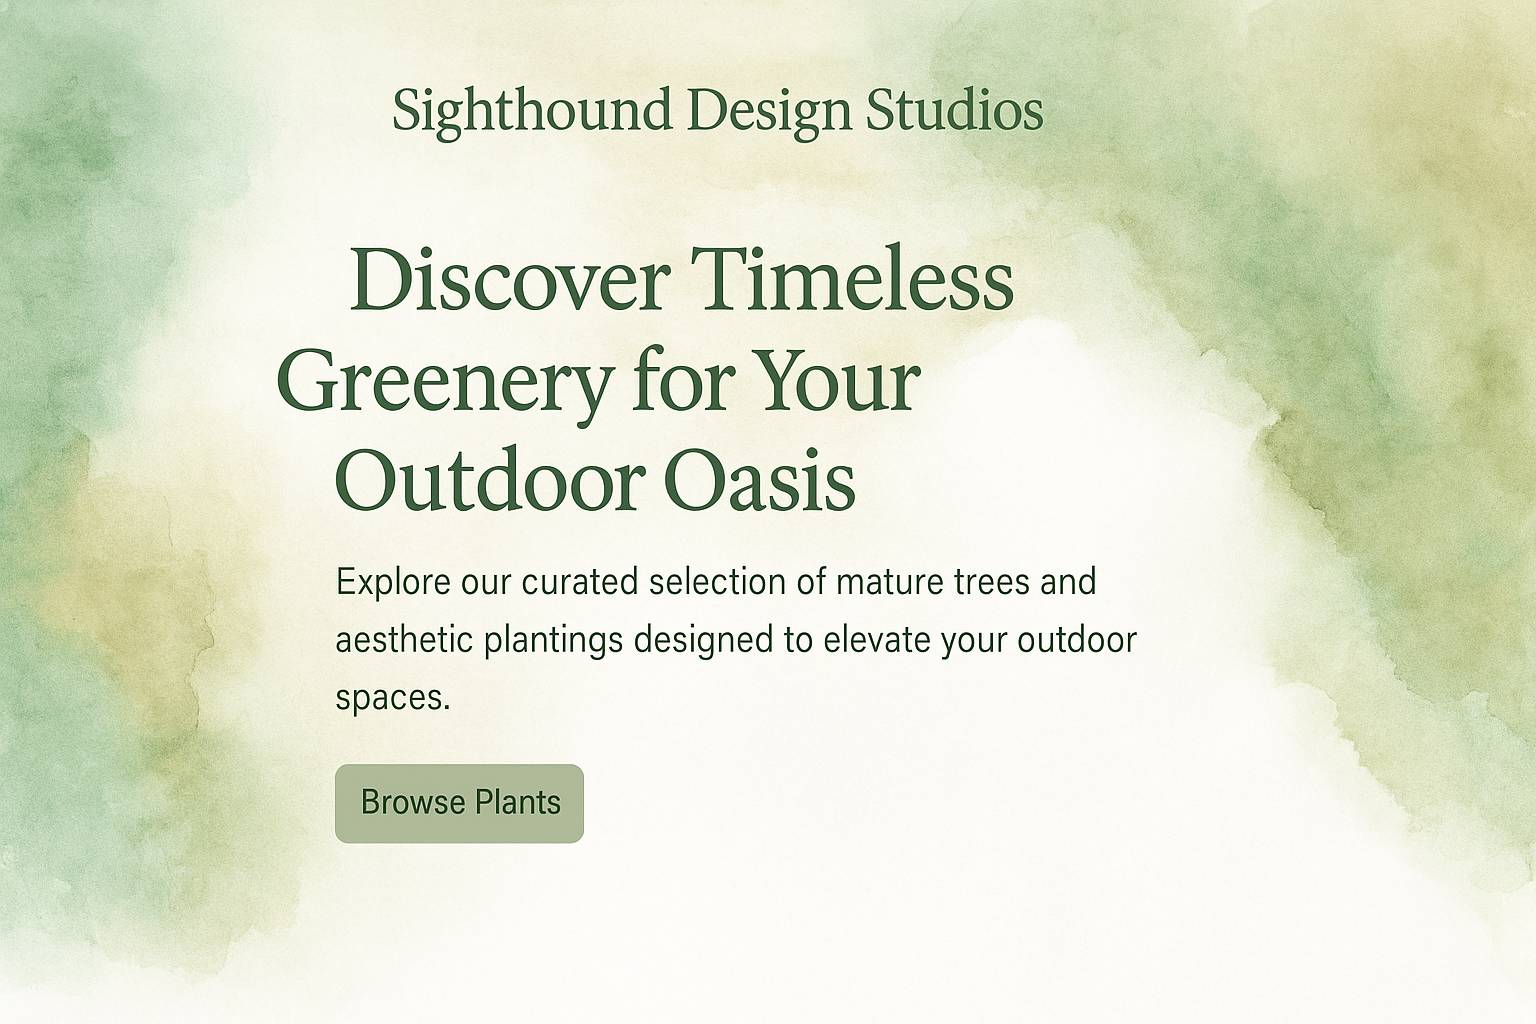 Sighthound Design Studios
Discover Timeless
Greenery for Your
Outdoor Oasis
Explore our curated selection of mature trees and
aesthetic plantings designed to elevate your outdoor
spaces.
Browse Plants